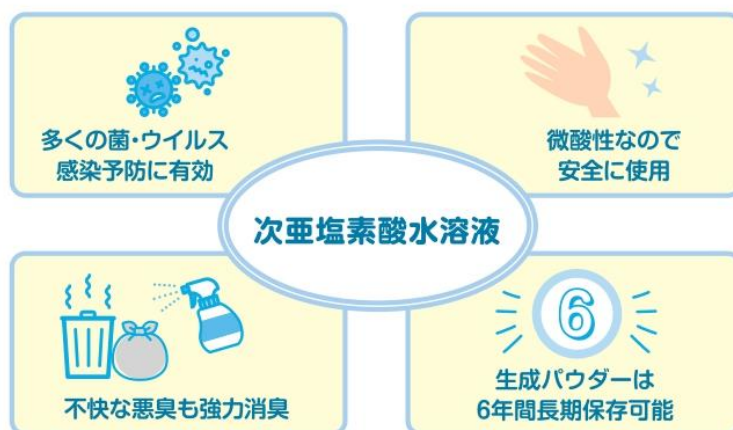 多くの菌・ウイルス
感染予防に有効
微酸性なので
安全に使用
次亜塩素酸水溶液
不快な悪臭も強力消臭
6
生成パウダーは
6年間長期保存可能